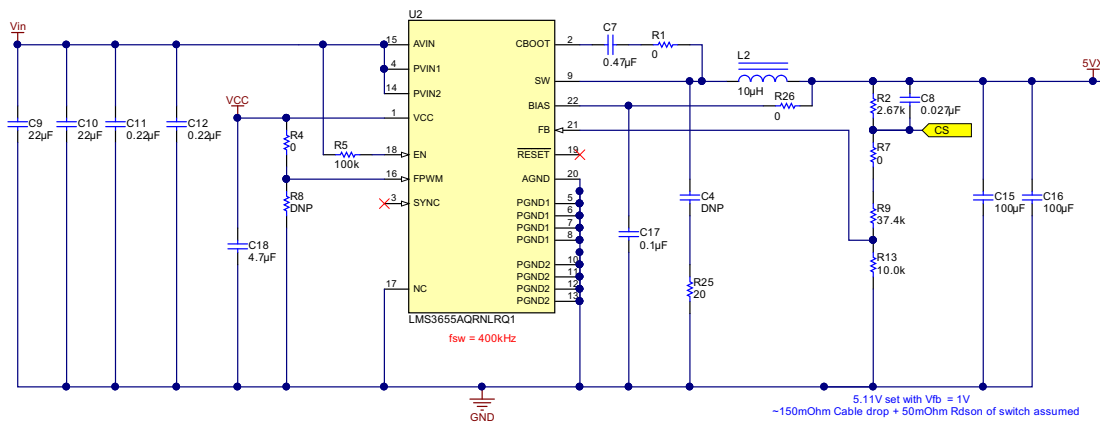 Vin
U2
15
AVIN
4
PVIN1
14
PVIN2
1
VCC
18
EN
16
FPWM
3
SYNC
17
NC
CBOOT
2
SW
9
BIAS
22
FB
21
RESET
19
AGND
20
PGND1
5
PGND1
6
PGND1
7
PGND1
8
PGND2
10
PGND2
11
PGND2
12
PGND2
13
LMS3655AQRNLRQ1
fsw = 400kHz
C9
22µF
C10
22µF
C11
0.22µF
C12
0.22µF
VCC
R4
0
R5
100k
R8
DNP
C18
4.7µF
GND
C7
0.47µF
R1
0
L2
10µH
R26
0
C17
0.1µF
C4
DNP
R25
20
R2
2.67k
C8
0.027µF
CS
R7
0
R9
37.4k
R13
10.0k
C15
100µF
C16
100µF
5VX
5.11V set with Vfb = 1V
~150mOhm Cable drop + 50mOhm Rdson of switch assumed